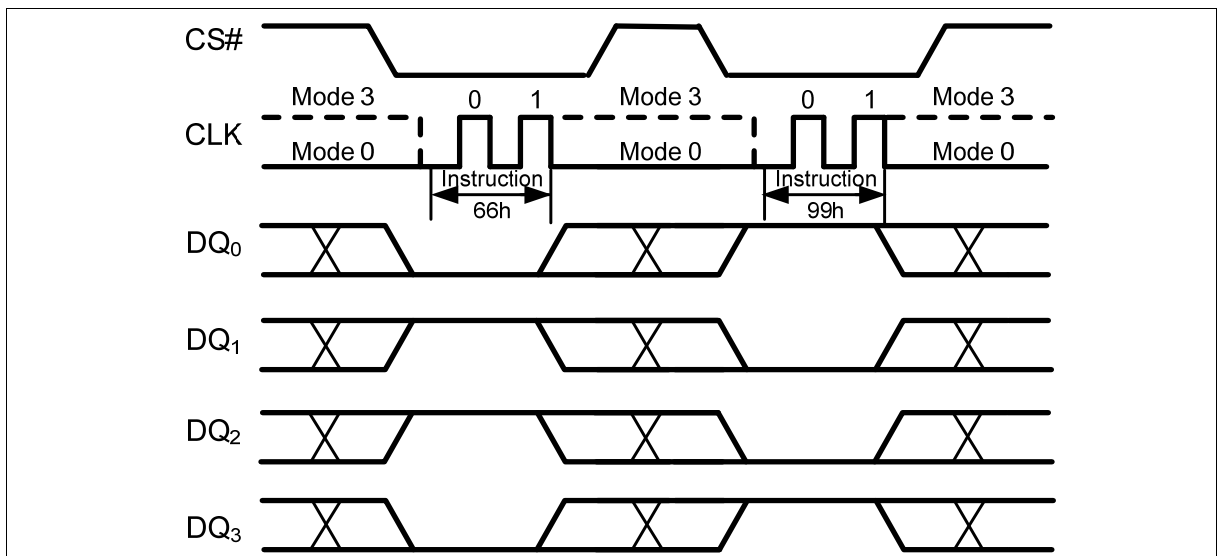 CS#
Mode 3 0 1 Mode 3 0 1 Mode 3
CLK
Mode 0 Mode 0 Mode 0
Instruction Instruction
66h 99h
DQ0
DQ1
DQ2
DQ3